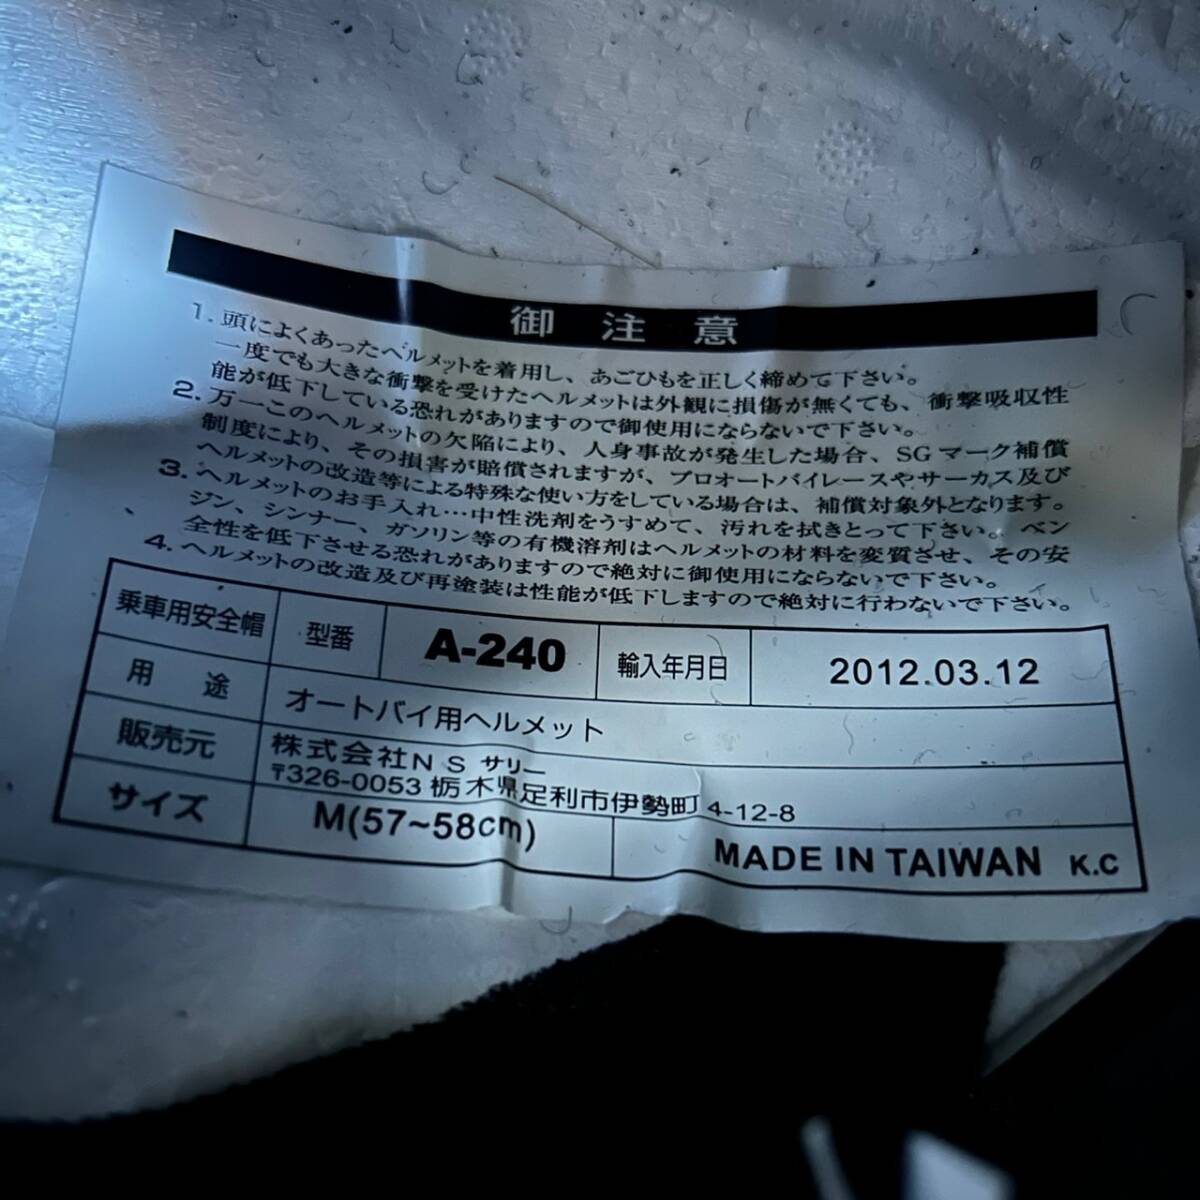 御注意
1. 頭によくあったヘルメットを着用し、あごひもを正しく締めて下さい。
一度でも大きな衝撃を受けたヘルメットは外観に損傷が無くても、衝撃吸収性
能が低下している恐れがありますので御使用にならないで下さい。
2. 万一このヘルメットの欠陥により、人身事故が発生した場合、SGマーク補償
制度により、その損害が賠償されますが、プロオートバイレースやサーカス及び
ヘルメットの改造等による特殊な使い方をしている場合は、補償対象外となります。
3. ヘルメットのお手入れ…中性洗剤をうすめて、汚れを拭きとって下さい。ベン
ジン、シンナー、ガソリン等の有機溶剤はヘルメットの材料を変質させ、その安
全性を低下させる恐れがありますので絶対に御使用にならないで下さい。
4. ヘルメットの改造及び再塗装は性能が低下しますので絶対に行わないで下さい。
乗車用安全帽 型番 A-240 輸入年月日 2012.03.12
用途 オートバイ用ヘルメット
販売元 株式会社NS サリー
〒326-0053 栃木県足利市伊勢町4-12-8
サイズ M(57~58cm) MADE IN TAIWAN K.C